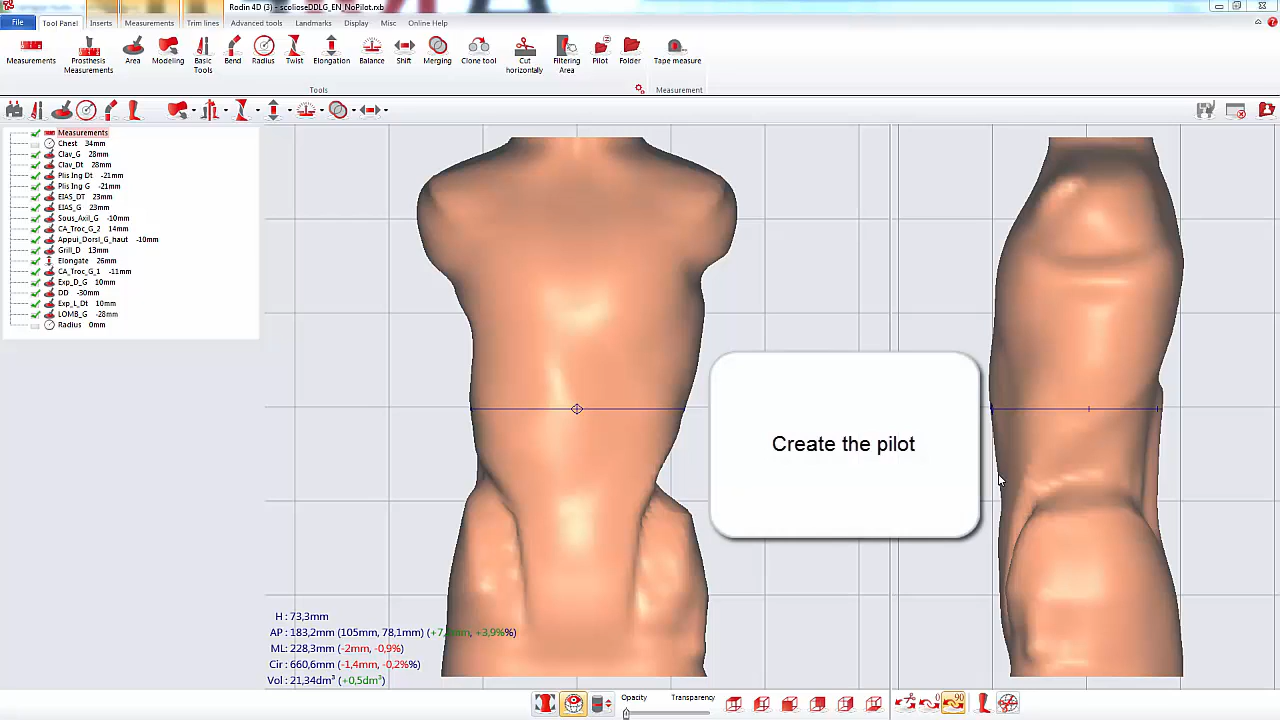 Rodin 4D (3) - scolioseDDLG_EN_NoPilot.rxb
File Tool Panel Inserts Measurements Trim lines Advanced tools Landmarks Display Misc Online Help
Measurements Prosthesis Measurements Area Modeling Basic Tools Bend Radius Twist Elongation Balance Shift Merging Clone tool Cut horizontally Filtering Area Pilot Folder Tape measure
Tools Measurement
Measurements
Chest 34mm
Clav_G 28mm
Clav_Dt 28mm
Plis Ing Dt -21mm
Plis Ing G -21mm
EIAS_DT 23mm
EIAS_G 23mm
Sous_Axil_G -10mm
CA_Troc_G_2 14mm
Appui_Dorsl_G_haut -10mm
Grill_D 13mm
Elongate 26mm
CA_Troc_G_1 -11mm
Exp_D_G 10mm
DD -30mm
Exp_L_Dt 10mm
LOMB_G -28mm
Radius 0mm
Create the pilot
H : 73,3mm
AP : 183,2mm (105mm, 78,1mm) +3,9%%)
ML: 228,3mm (-2mm, -0,9%)
Cir : 660,6mm (-1,4mm, -0,2%%)
Vol : 21,34dm³ (+0,5dm³)
Opacity Transparency
0 90